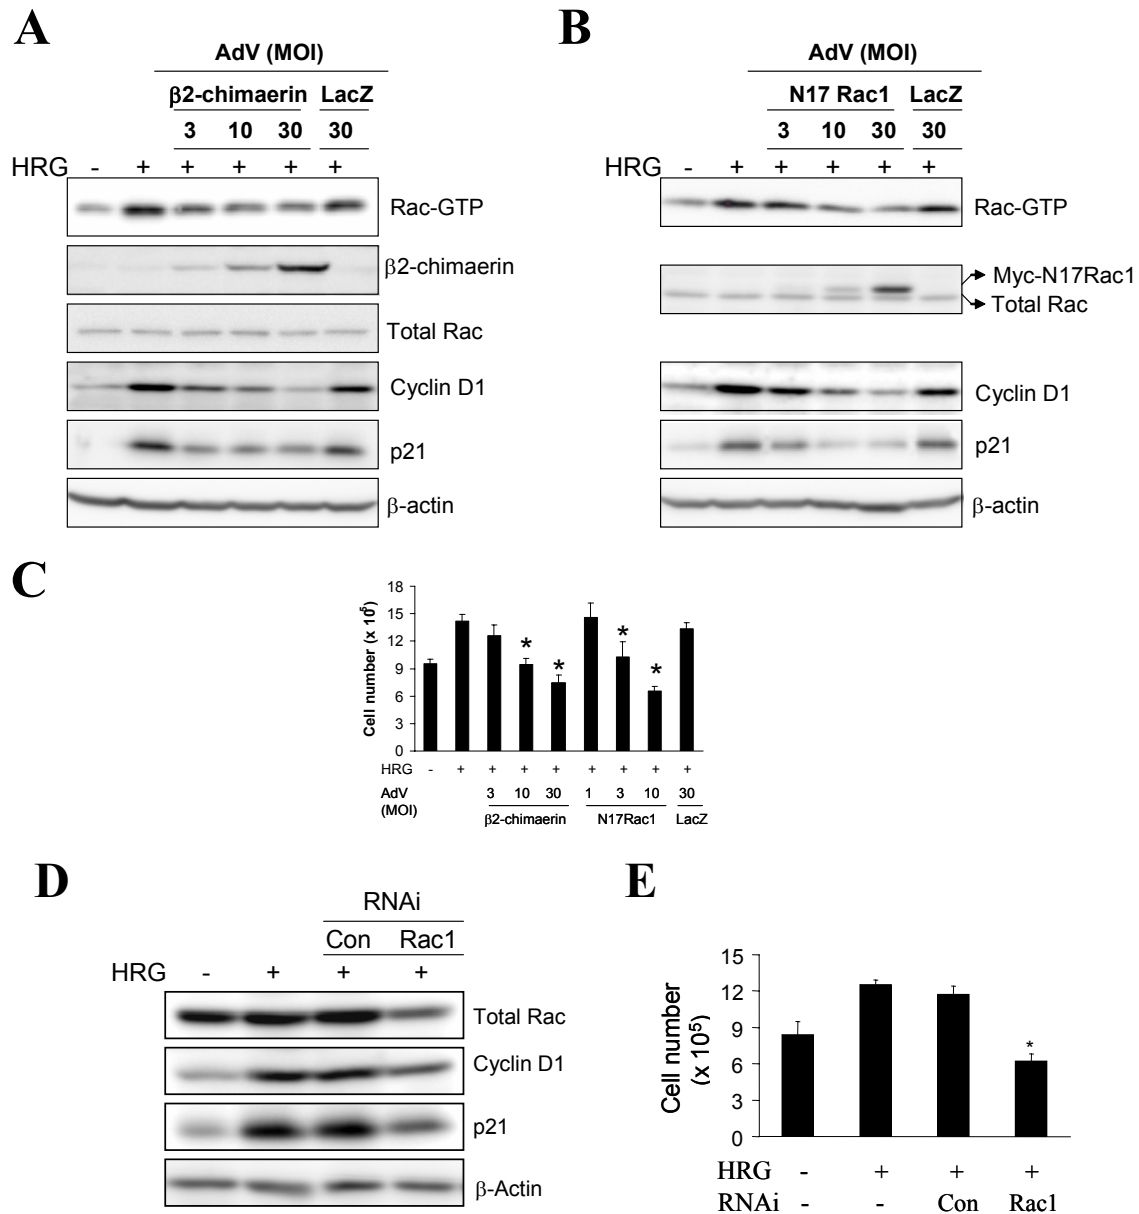 A
AdV (MOI)
β2-chimaerin LacZ
3 10 30 30
HRG - + + + + +
Rac-GTP
β2-chimaerin
Total Rac
Cyclin D1
p21
β-actin
B
AdV (MOI)
N17 Rac1 LacZ
3 10 30 30
HRG - + + + + +
Rac-GTP
Myc-N17Rac1
Total Rac
Cyclin D1
p21
β-actin
C
Cell number (x 10⁵)
18
15
12
9
6
3
0
* * * *
HRG - + + + + + + + +
AdV (MOI) 3 10 30 1 3 10 30
β2-chimaerin N17Rac1 LacZ
D
RNAi
Con Rac1
HRG - + + +
Total Rac
Cyclin D1
p21
β-Actin
E
Cell number
(x 10⁵)
15
12
9
6
3
0
*
HRG - + + +
RNAi - - Con Rac1